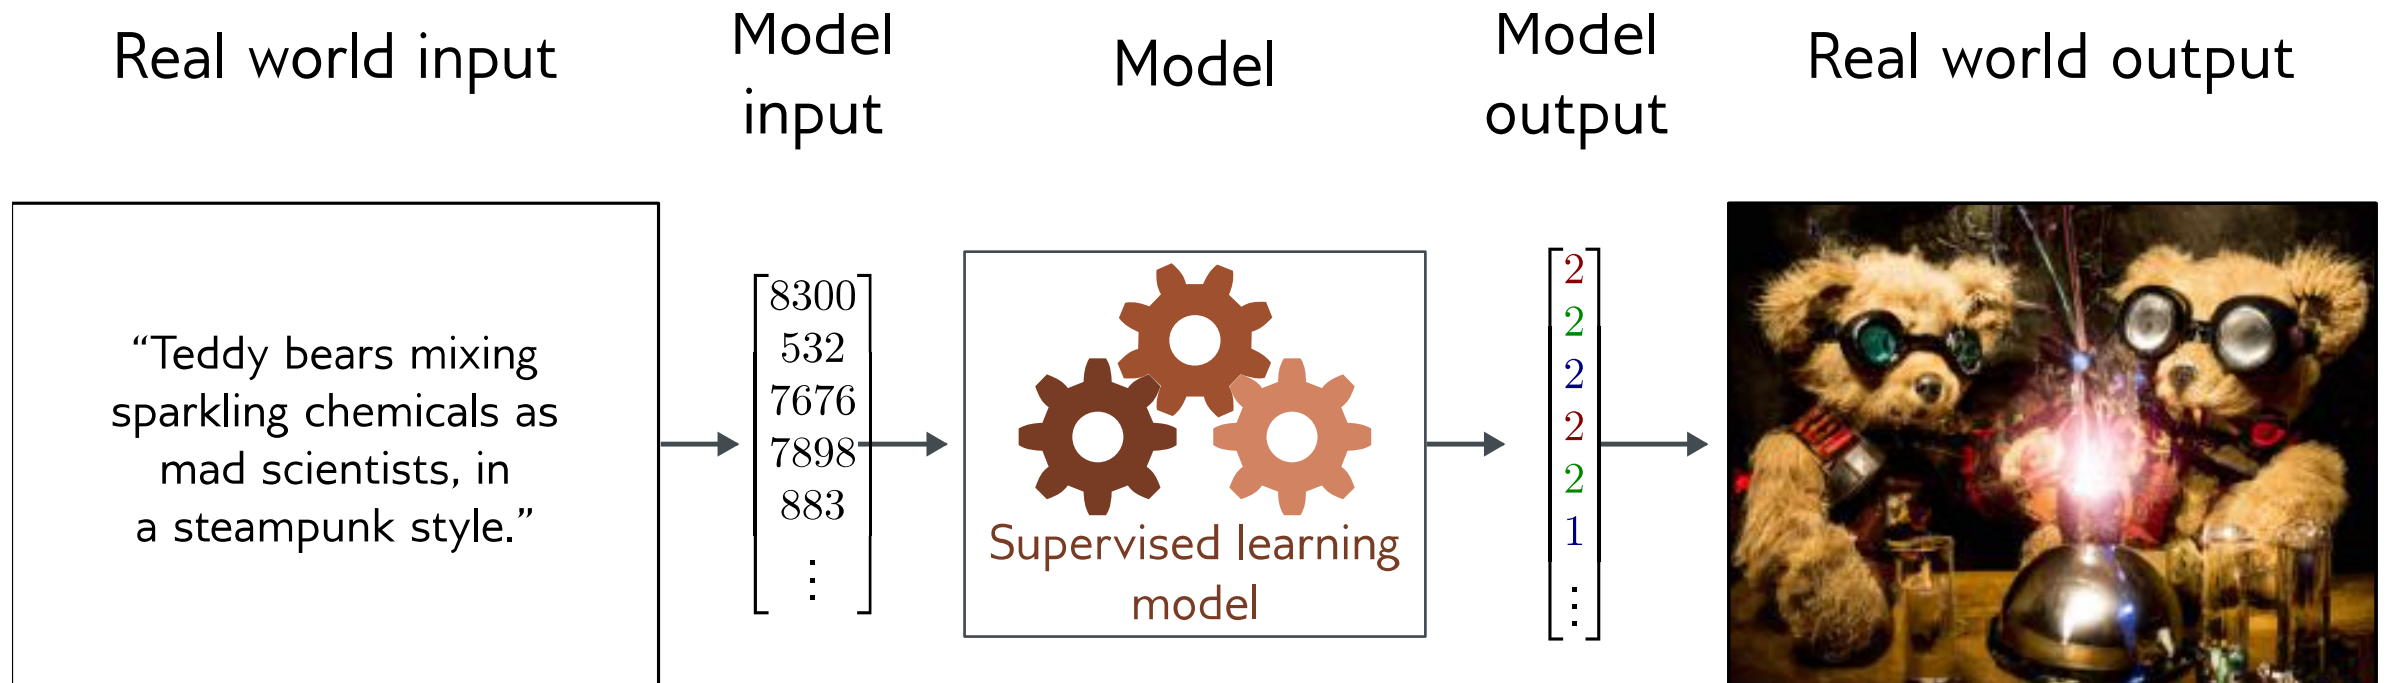 Real world input
Model
input
Model
Model
output
Real world output
“Teddy bears mixing
sparkling chemicals as
mad scientists, in
a steampunk style.”
8300
532
7676
7898
883
⋮
Supervised learning
model
2
2
2
2
2
1
⋮